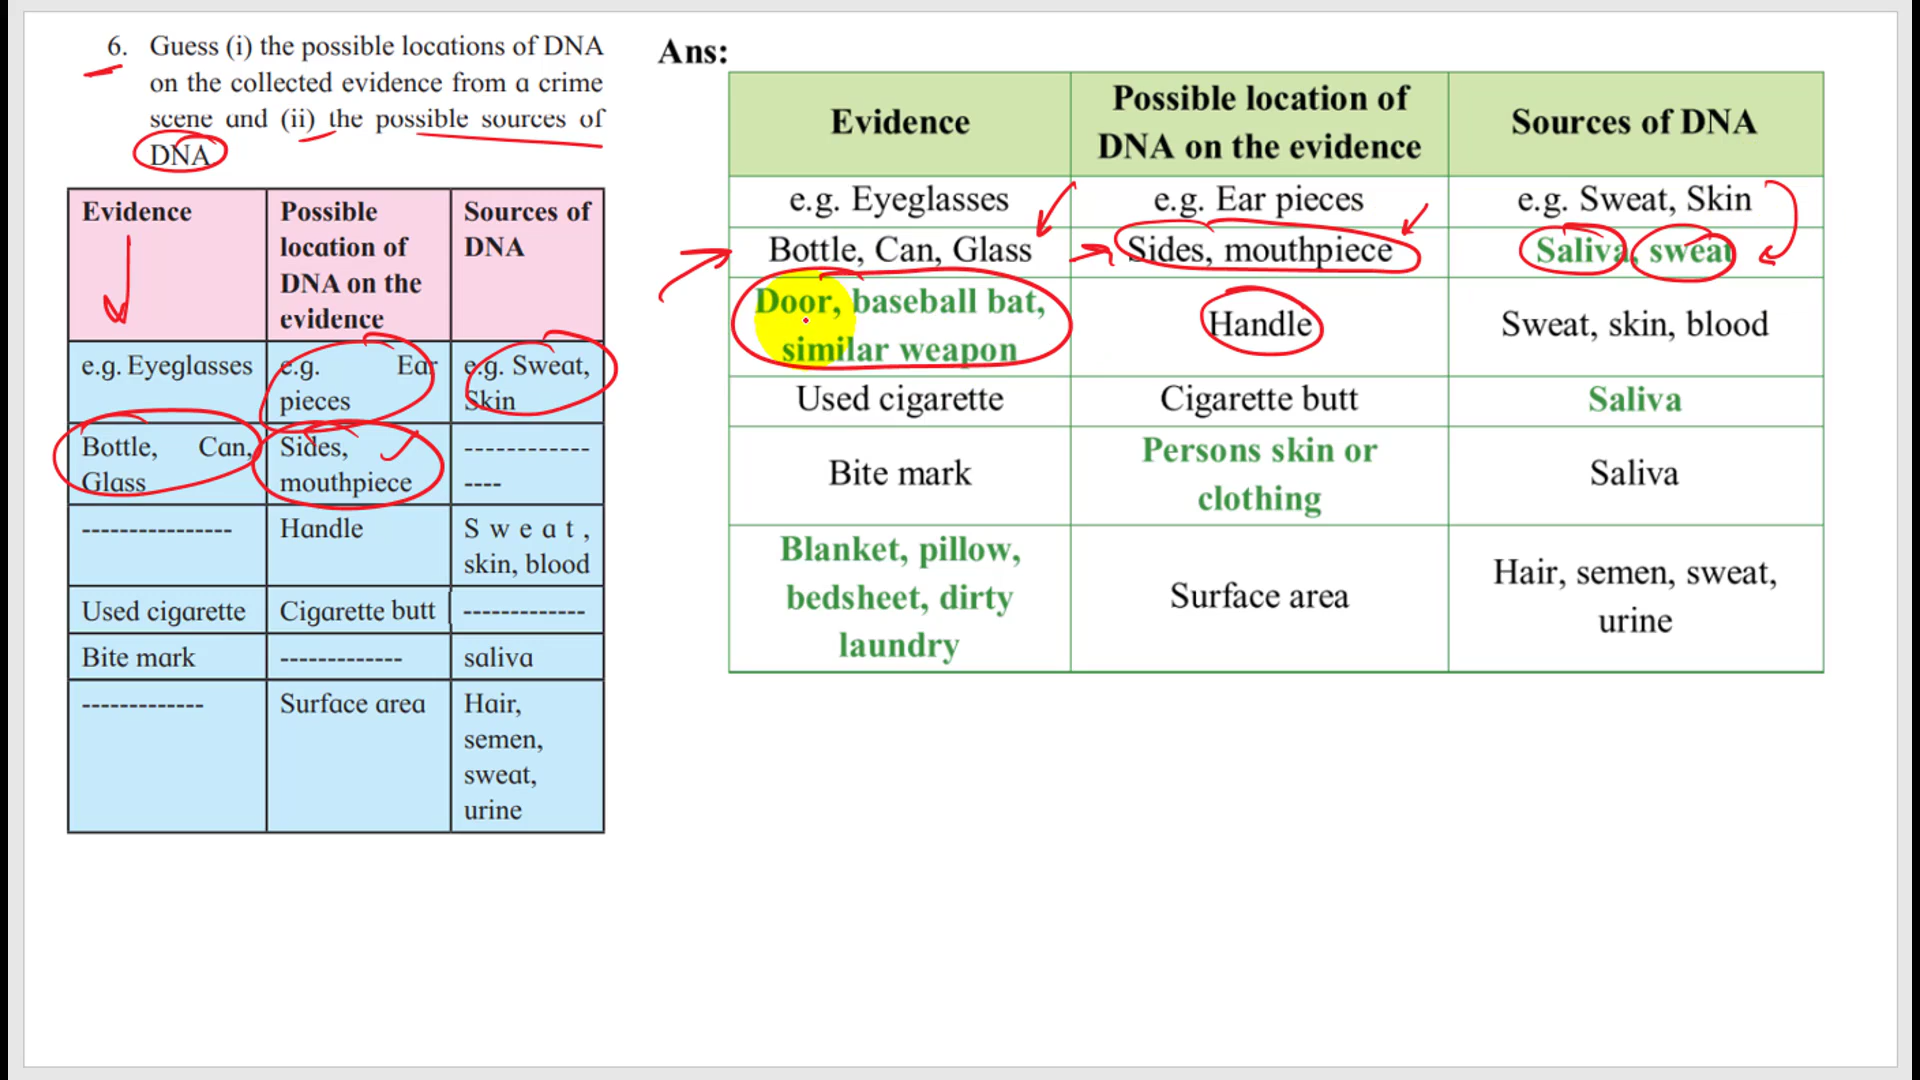 6. Guess (i) the possible locations of DNA
on the collected evidence from a crime
scene and (ii) the possible sources of
DNA
Evidence
Possible
location of
DNA on the
evidence
Sources of
DNA
e.g. Eyeglasses
e.g. Ear
pieces
e.g. Sweat,
Skin
Bottle, Can,
Glass
Sides,
mouthpiece
------------
----
----------------
Handle
Sweat,
skin, blood
Used cigarette
Cigarette butt
-------------
Bite mark
-------------
saliva
-------------
Surface area
Hair,
semen,
sweat,
urine
Ans:
Evidence
Possible location of
DNA on the evidence
Sources of DNA
e.g. Eyeglasses
e.g. Ear pieces
e.g. Sweat, Skin
Bottle, Can, Glass
Sides, mouthpiece
Saliva, sweat
Door, baseball bat,
similar weapon
Handle
Sweat, skin, blood
Used cigarette
Cigarette butt
Saliva
Bite mark
Persons skin or
clothing
Saliva
Blanket, pillow,
bedsheet, dirty
laundry
Surface area
Hair, semen, sweat,
urine